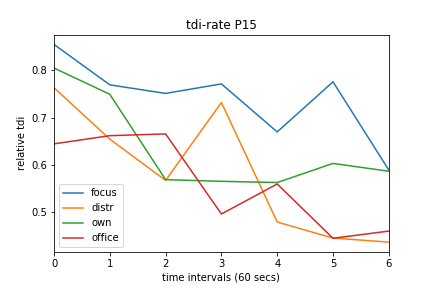 tdi-rate P15
relative tdi
0.8
0.7
0.6
0.5
focus
distr
own
office
0 1 2 3 4 5 6
time intervals (60 secs)